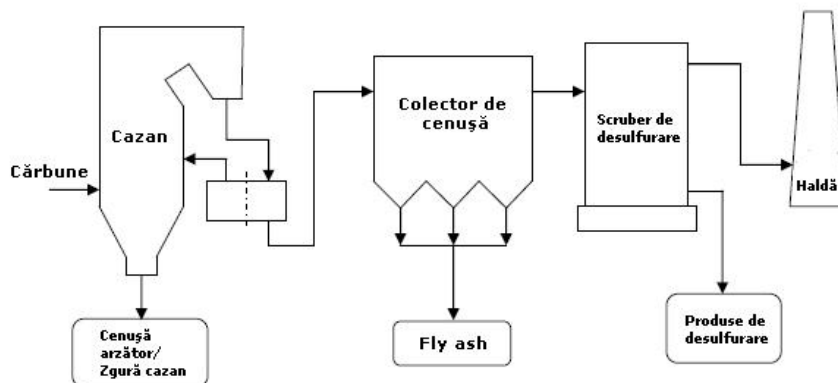 Cărbune
Cazan
Cenuşă
arzător/
Zgură cazan
Colector de
cenuşă
Fly ash
Scruber de
desulfurare
Produse de
desulfurare
Haldă